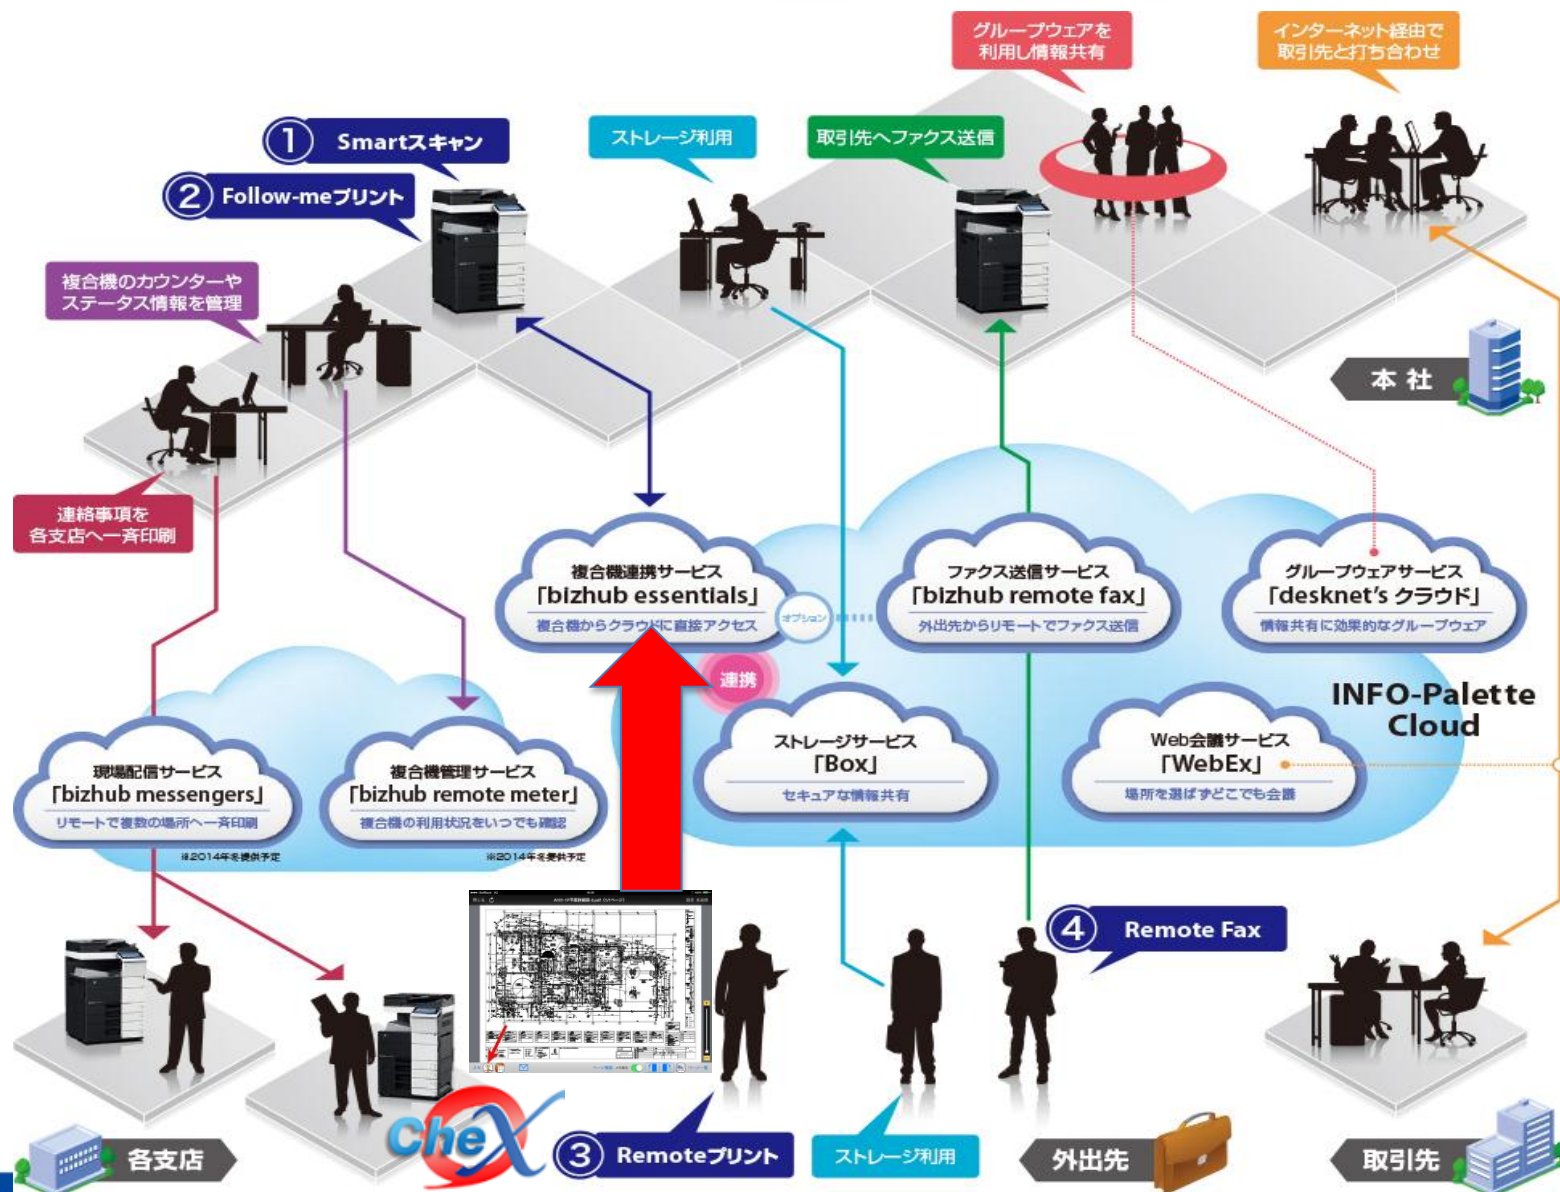 グループウェアを
利用し情報共有
インターネット経由で
取引先と打ち合わせ
① Smartスキャン
② Follow-meプリント
ストレージ利用
取引先へファクス送信
複合機のカウンターや
ステータス情報を管理
本社
連絡事項を
各支店へ一斉印刷
複合機連携サービス
「bizhub essentials」
複合機からクラウドに直接アクセス
オプション
ファクス送信サービス
「bizhub remote fax」
外出先からリモートでファクス送信
グループウェアサービス
「desknet's クラウド」
情報共有に効果的なグループウェア
連携
INFO-Palette
Cloud
ストレージサービス
「Box」
セキュアな情報共有
Web会議サービス
「WebEx」
場所を選ばずどこでも会議
現場配信サービス
「bizhub messengers」
リモートで複数の場所へ一斉印刷
※2014年冬提供予定
複合機管理サービス
「bizhub remote meter」
複合機の利用状況をいつでも確認
※2014年冬提供予定
④ Remote Fax
CheX
③ Remoteプリント
ストレージ利用
各支店
外出先
取引先